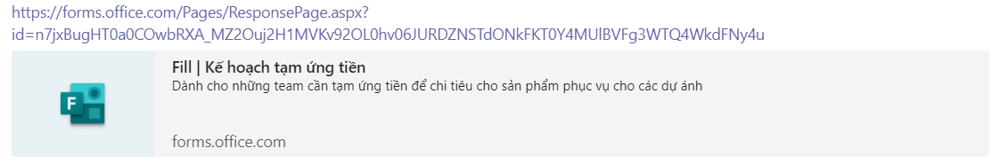 https://forms.office.com/Pages/ResponsePage.aspx?
id=n7jxBugHT0a0COwbRXA_MZ2Ouj2H1MVKv92OL0hv06JURDZNSTdONkFKT0Y4MUlBVFg3WTQ4WkdFNy4u
Fill | Kế hoạch tạm ứng tiền
Dành cho những team cần tạm ứng tiền để chi tiêu cho sản phẩm phục vụ cho các dự ánh
F
forms.office.com